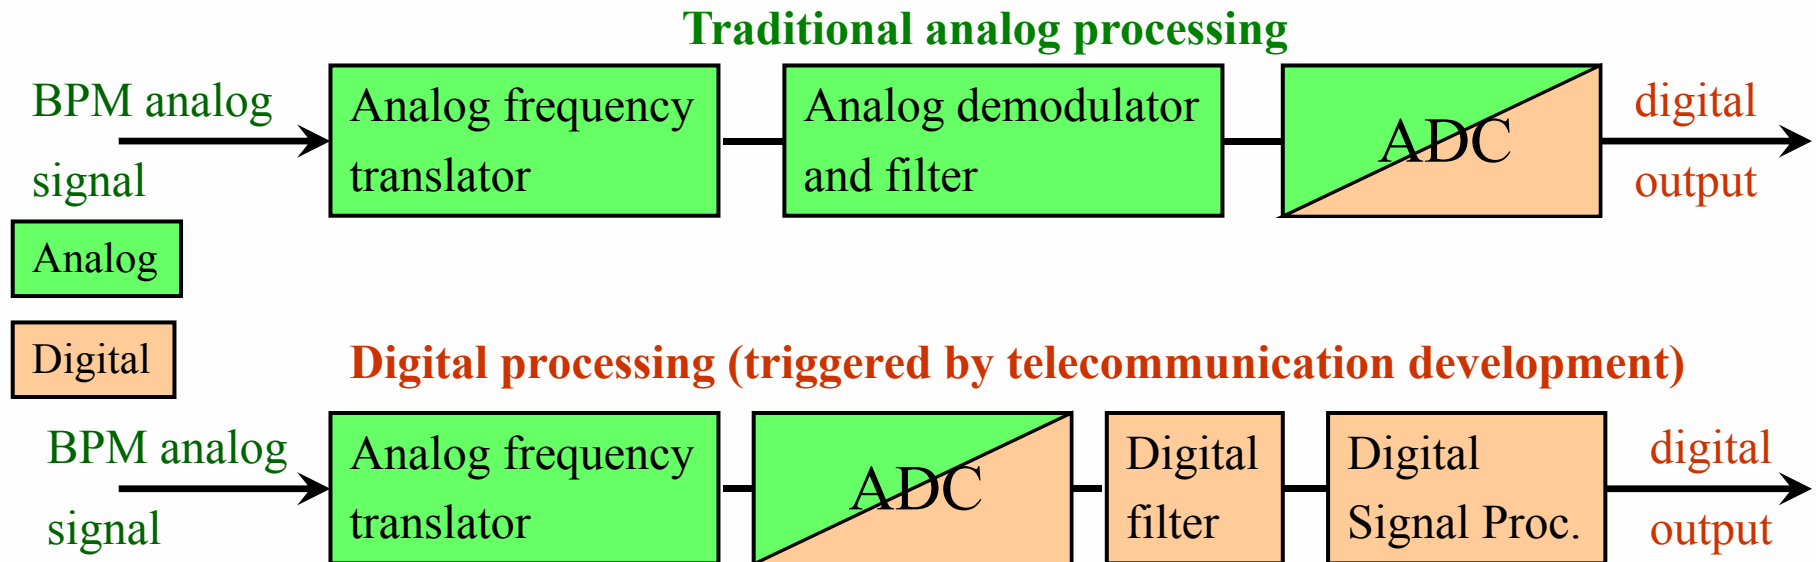 Traditional analog processing
BPM analog
signal
Analog frequency
translator
Analog demodulator
and filter
ADC
digital
output
Analog
Digital
Digital processing (triggered by telecommunication development)
BPM analog
signal
Analog frequency
translator
ADC
Digital
filter
Digital
Signal Proc.
digital
output